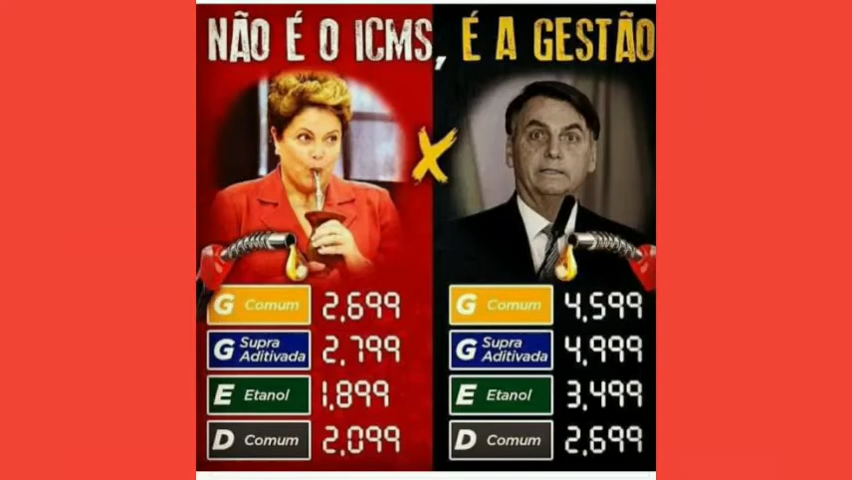 NÃO É O ICMS, É A GESTÃO
X
G Comum 2,699
G Supra Aditivada 2,799
E Etanol 1,899
D Comum 2,099
G Comum 4,599
G Supra Aditivada 4,999
E Etanol 3,499
D Comum 2,699